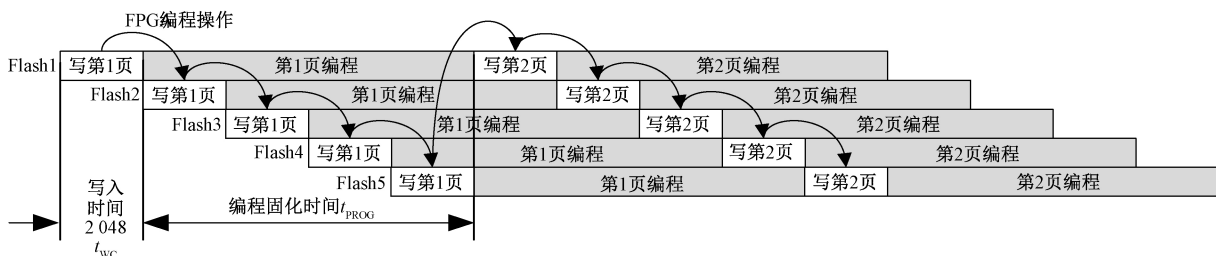 FPG编程操作
Flash1 写第1页 第1页编程 写第2页 第2页编程
Flash2 写第1页 第1页编程 写第2页 第2页编程
Flash3 写第1页 第1页编程 写第2页 第2页编程
Flash4 写第1页 第1页编程 写第2页 第2页编程
Flash5 写第1页 第1页编程 写第2页 第2页编程
写入
时间
2 048
tWC
编程固化时间tPROG